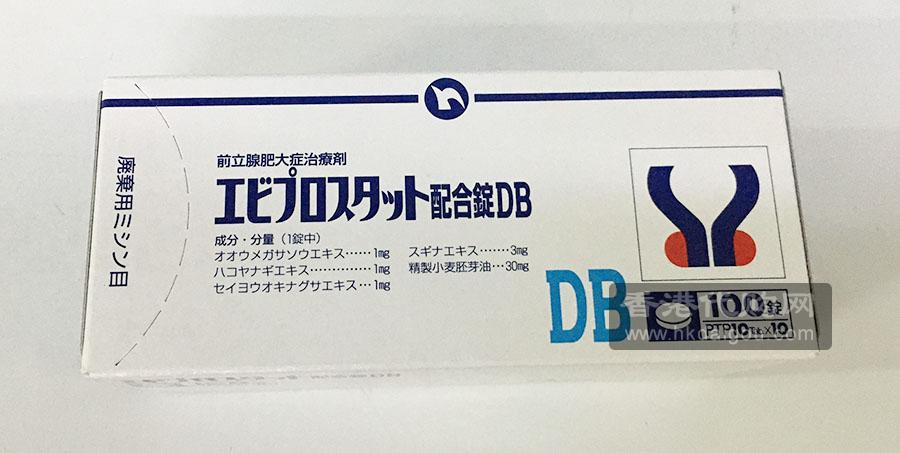 前立腺肥大症治療剤
エビプロスタット配合錠DB
成分・分量（1錠中）
オオウメガサソウエキス……1mg
ハコヤナギエキス…………1mg
セイヨウオキナグサエキス…1mg
スギナエキス……3mg
精製小麦胚芽油…30mg
廃棄用ミシン目
DB
100錠
PTP10Tab.×10
香港代购网
www.hkdaigou.com